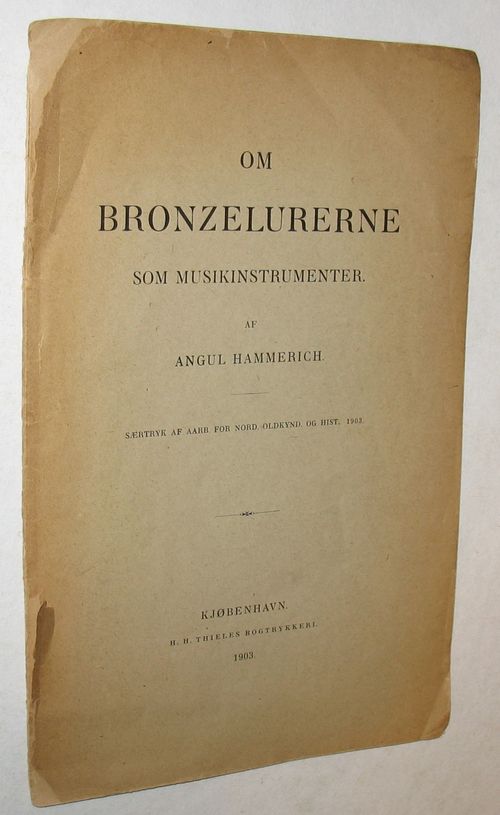 OM
BRONZELURERNE
SOM MUSIKINSTRUMENTER.
AF
ANGUL HAMMERICH.
SÆRTRYK AF AARB. FOR NORD. OLDKYND. OG HIST. 1903.
KJØBENHAVN.
H. H. THIELES BOGTRYKKERI.
1903.